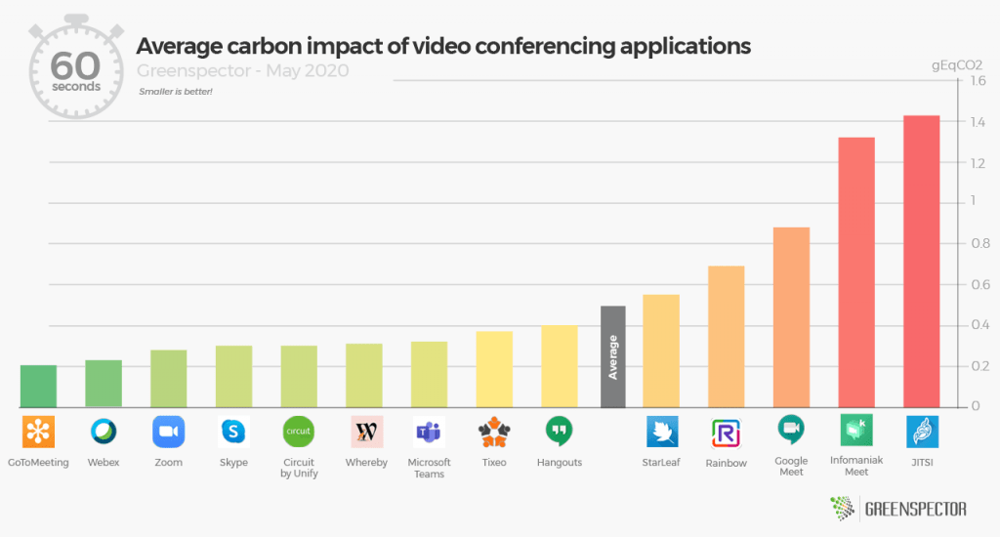 60
seconds
Average carbon impact of video conferencing applications
Greenspector - May 2020
Smaller is better!
gEqCO2
1.6
1.4
1.2
1
0.8
0.6
0.4
0.2
0
Average
S
circuit
W
T
R
K
GoToMeeting
Webex
Zoom
Skype
Circuit
by Unify
Whereby
Microsoft
Teams
Tixeo
Hangouts
StarLeaf
Rainbow
Google
Meet
Infomaniak
Meet
JITSI
GREENSPECTOR